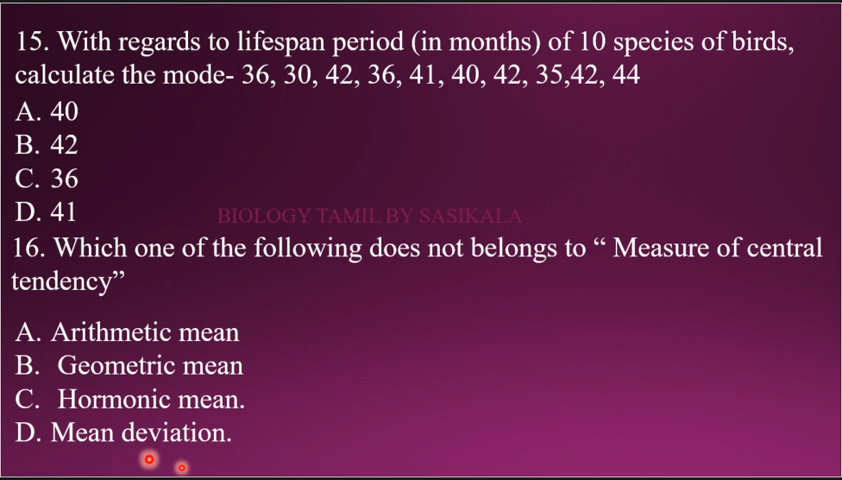 15. With regards to lifespan period (in months) of 10 species of birds,
calculate the mode- 36, 30, 42, 36, 41, 40, 42, 35,42, 44
A. 40
B. 42
C. 36
D. 41
BIOLOGY TAMIL BY SASIKALA
16. Which one of the following does not belongs to “ Measure of central
tendency”
A. Arithmetic mean
B. Geometric mean
C. Hormonic mean.
D. Mean deviation.